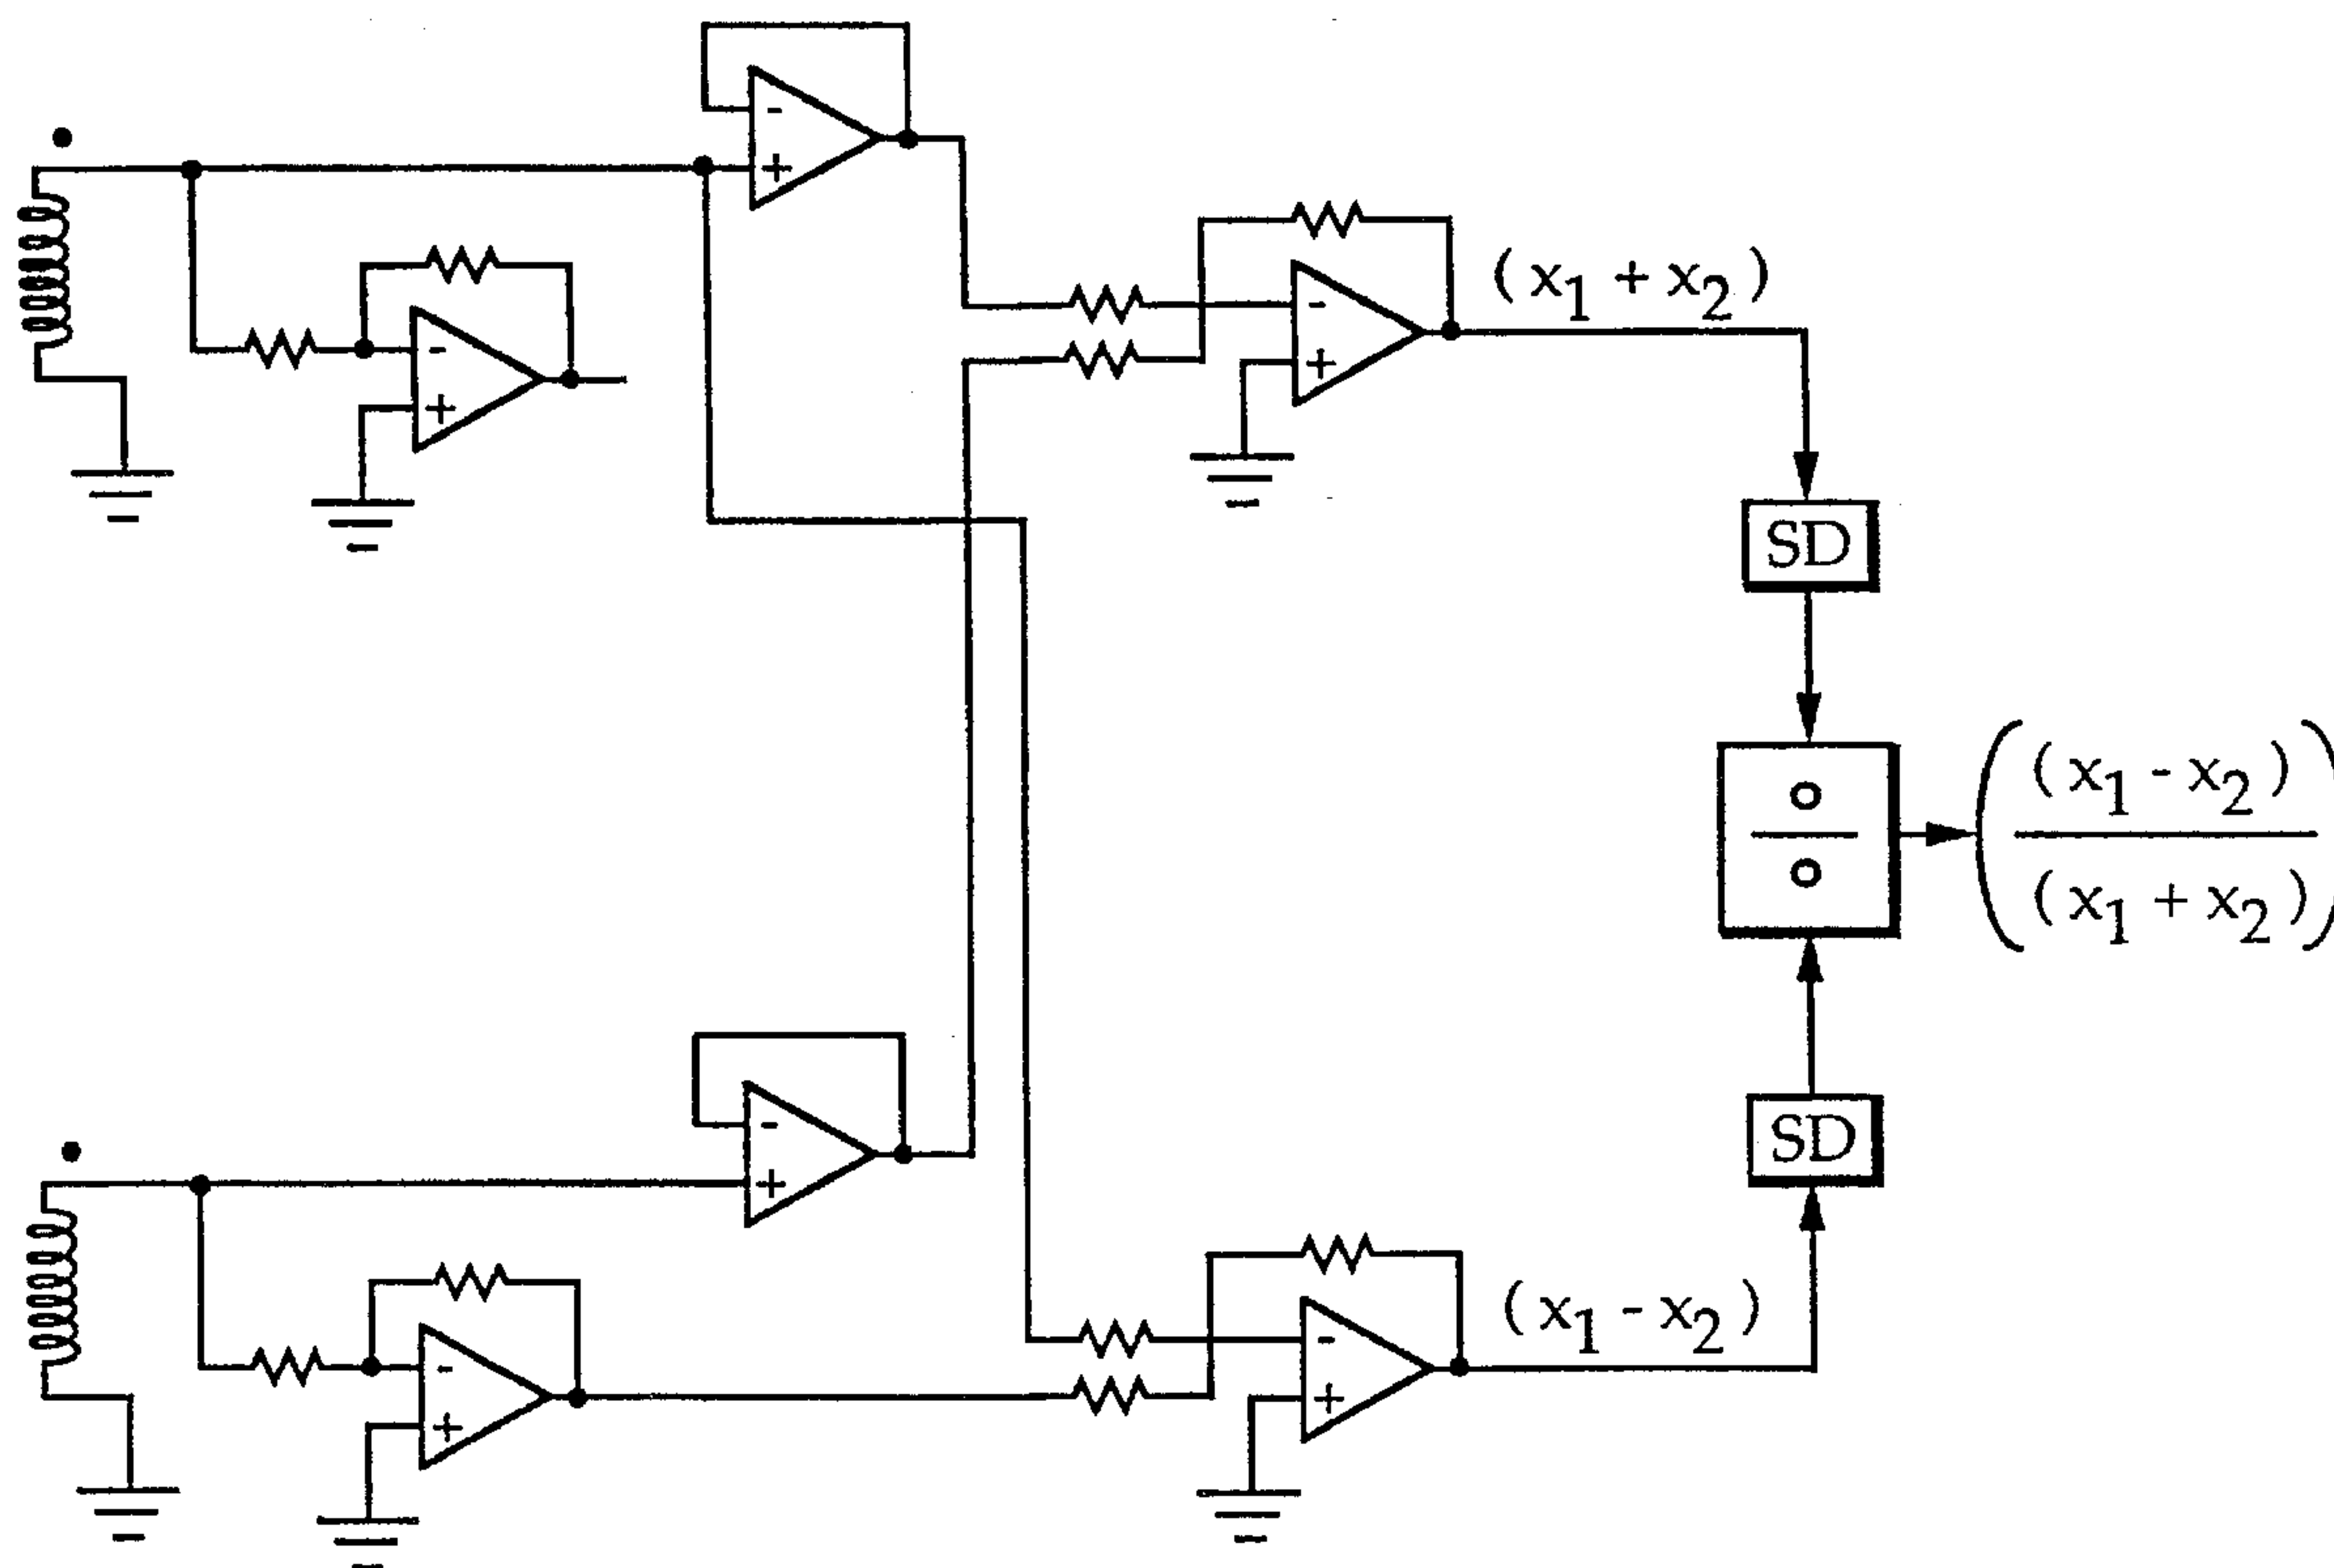 -
+
-
+
-
+
( x₁ + x₂ )
SD
÷
( x₁ - x₂ )
( x₁ + x₂ )
-
+
SD
-
+
-
+
( x₁ - x₂ )